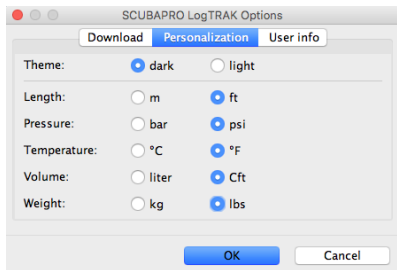 SCUBAPRO LogTRAK Options
Download Personalization User info
Theme: dark light
Length: m ft
Pressure: bar psi
Temperature: °C °F
Volume: liter Cft
Weight: kg lbs
OK Cancel